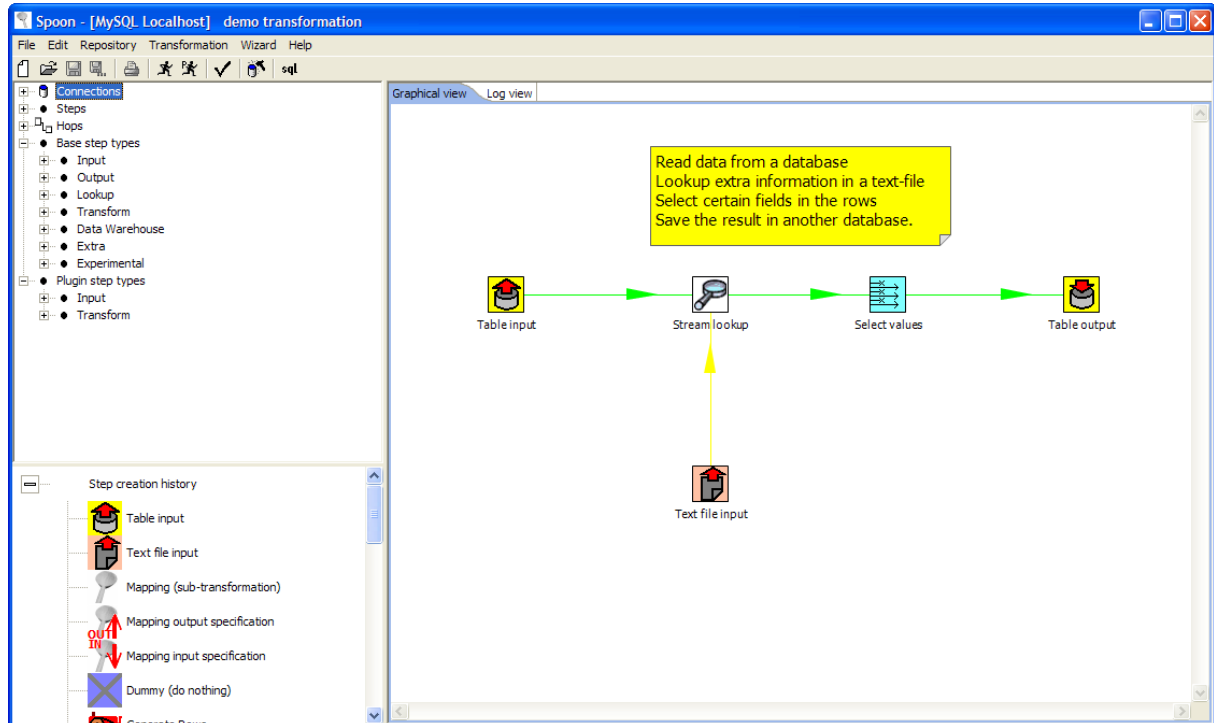 Spoon - [MySQL Localhost] demo transformation
File Edit Repository Transformation Wizard Help
sql
Connections
Steps
Hops
Base step types
Input
Output
Lookup
Transform
Data Warehouse
Extra
Experimental
Plugin step types
Input
Transform
Step creation history
Table input
Text file input
Mapping (sub-transformation)
Mapping output specification
OUT
IN
Mapping input specification
Dummy (do nothing)
Generate Rows
Graphical view Log view
Read data from a database
Lookup extra information in a text-file
Select certain fields in the rows
Save the result in another database.
Table input Stream lookup Select values Table output
Text file input